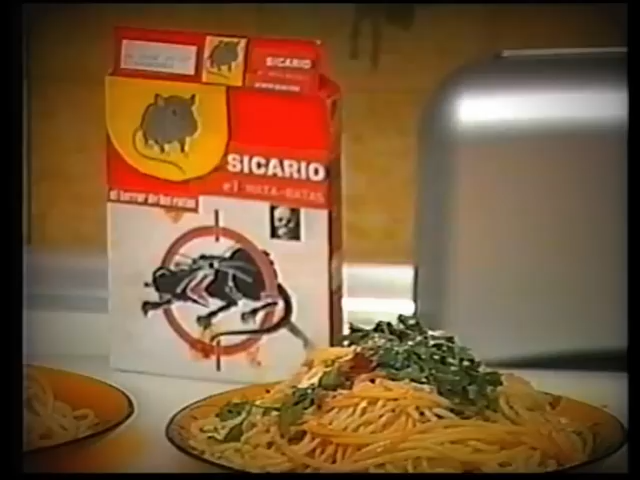 SICARIO
SICARIO
el MATA-RATAS
el terror de las ratas